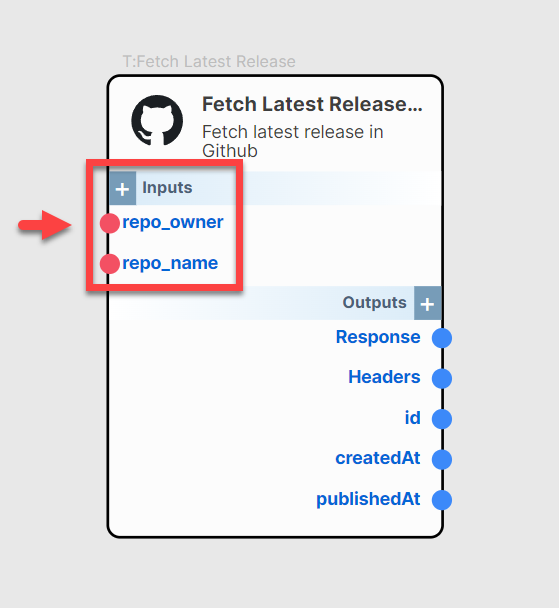 T:Fetch Latest Release
Fetch Latest Release...
Fetch latest release in
Github
+ Inputs
repo_owner
repo_name
Outputs +
Response
Headers
id
createdAt
publishedAt